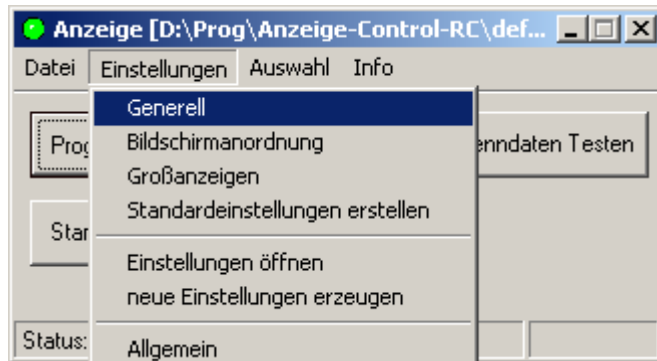 Anzeige [D:\Prog\Anzeige-Control-RC\def...
Datei Einstellungen Auswahl Info
Generell
Bildschirmanordnung
Großanzeigen
Standardeinstellungen erstellen
Einstellungen öffnen
neue Einstellungen erzeugen
Allgemein
Testen
Status: